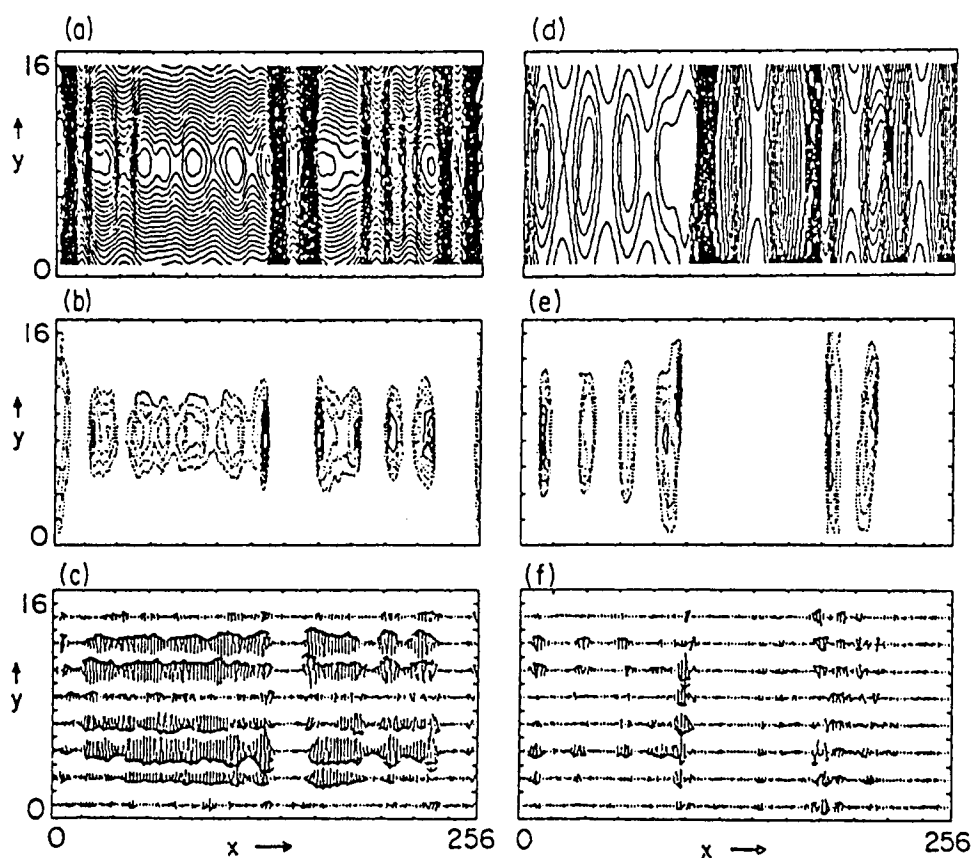 (a)
(d)
16
↑
y
0
(b)
(e)
16
↑
y
0
(c)
(f)
16
↑
y
0
0
x →
256
0
x →
256